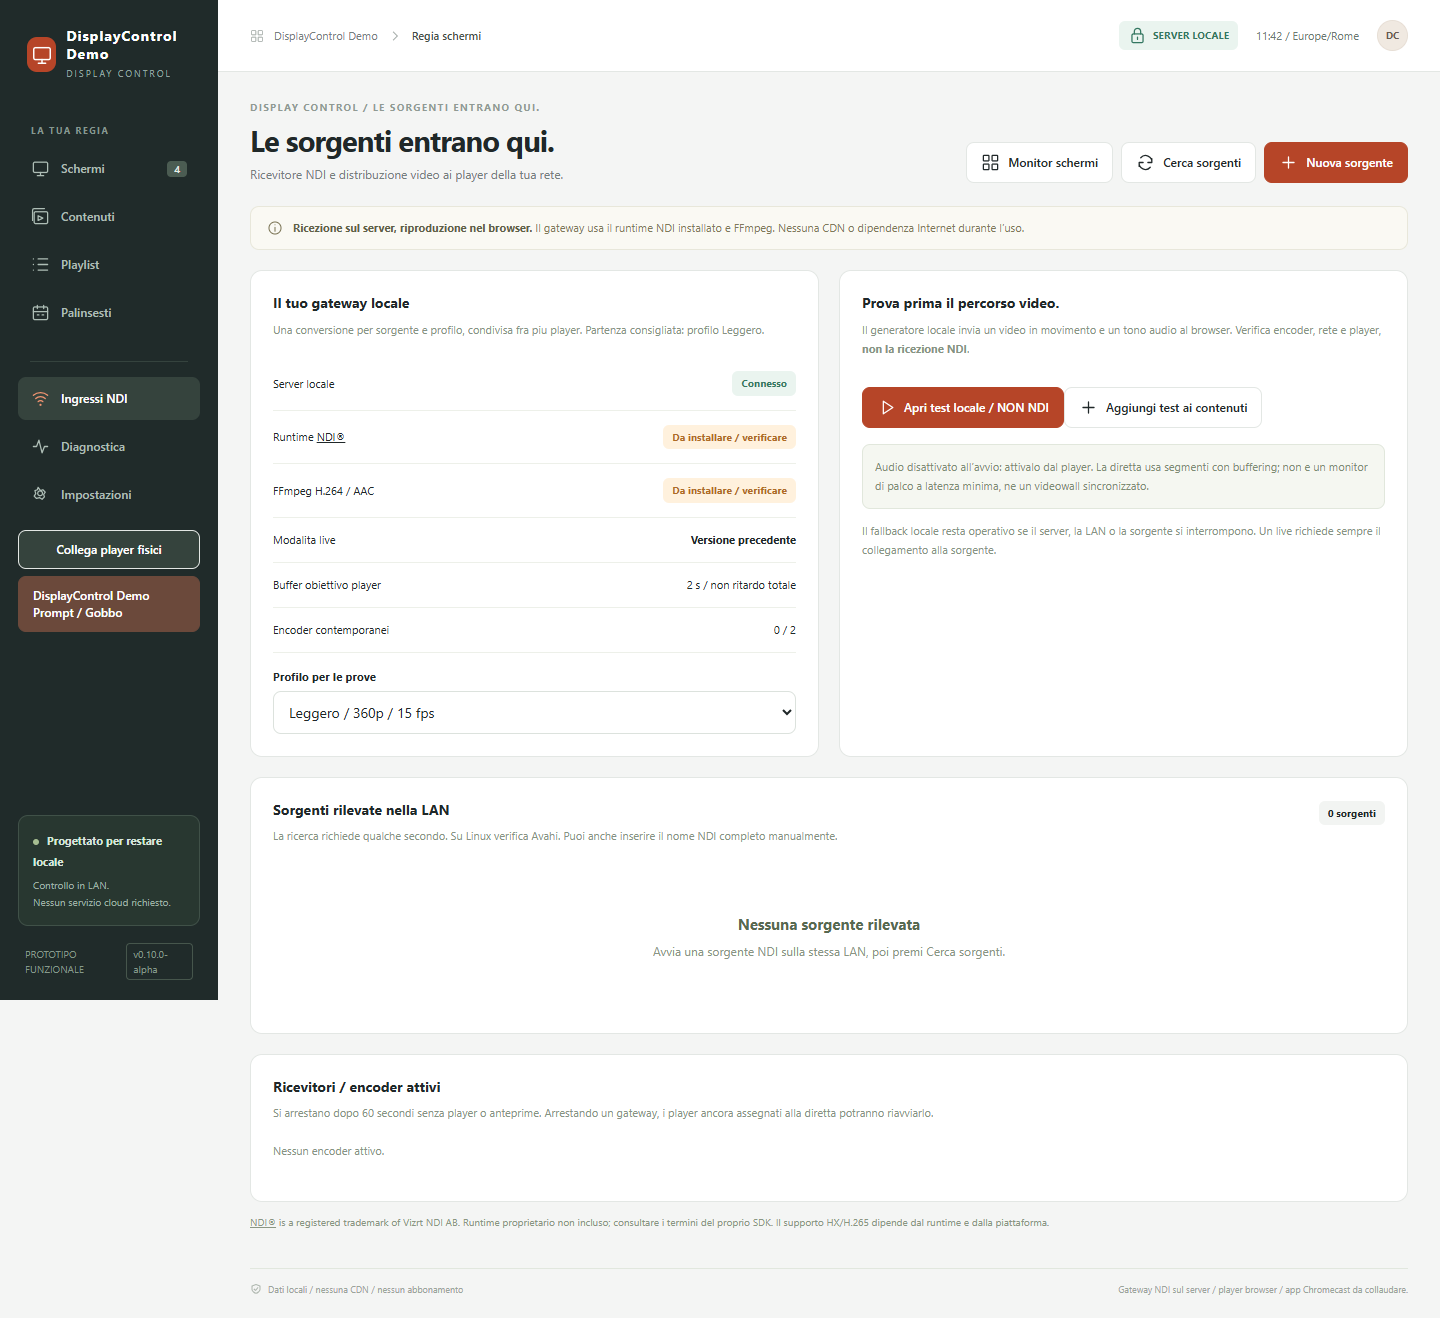 DisplayControl
Demo
DISPLAY CONTROL
LA TUA REGIA
Schermi 4
Contenuti
Playlist
Palinsesti
Ingressi NDI
Diagnostica
Impostazioni
Collega player fisici
DisplayControl Demo
Prompt / Gobbo
Progettato per restare
locale
Controllo in LAN.
Nessun servizio cloud richiesto.
PROTOTIPO
FUNZIONALE
v0.10.0-
alpha
DisplayControl Demo > Regia schermi
SERVER LOCALE
11:42 / Europe/Rome
DC
DISPLAY CONTROL / LE SORGENTI ENTRANO QUI.
Le sorgenti entrano qui.
Ricevitore NDI e distribuzione video ai player della tua rete.
Monitor schermi
Cerca sorgenti
Nuova sorgente
Ricezione sul server, riproduzione nel browser. Il gateway usa il runtime NDI installato e FFmpeg. Nessuna CDN o dipendenza Internet durante l'uso.
Il tuo gateway locale
Una conversione per sorgente e profilo, condivisa fra piu player. Partenza consigliata: profilo Leggero.
Server locale Connesso
Runtime NDI® Da installare / verificare
FFmpeg H.264 / AAC Da installare / verificare
Modalita live Versione precedente
Buffer obiettivo player 2 s / non ritardo totale
Encoder contemporanei 0 / 2
Profilo per le prove
Leggero / 360p / 15 fps
Prova prima il percorso video.
Il generatore locale invia un video in movimento e un tono audio al browser. Verifica encoder, rete e player,
non la ricezione NDI.
Apri test locale / NON NDI
Aggiungi test ai contenuti
Audio disattivato all'avvio: attivalo dal player. La diretta usa segmenti con buffering; non e un monitor
di palco a latenza minima, ne un videowall sincronizzato.
Il fallback locale resta operativo se il server, la LAN o la sorgente si interrompono. Un live richiede sempre il
collegamento alla sorgente.
Sorgenti rilevate nella LAN
0 sorgenti
La ricerca richiede qualche secondo. Su Linux verifica Avahi. Puoi anche inserire il nome NDI completo manualmente.
Nessuna sorgente rilevata
Avvia una sorgente NDI sulla stessa LAN, poi premi Cerca sorgenti.
Ricevitori / encoder attivi
Si arrestano dopo 60 secondi senza player o anteprime. Arrestando un gateway, i player ancora assegnati alla diretta potranno riavviarlo.
Nessun encoder attivo.
NDI® is a registered trademark of Vizrt NDI AB. Runtime proprietario non incluso; consultare i termini del proprio SDK. Il supporto HX/H.265 dipende dal runtime e dalla piattaforma.
Dati locali / nessuna CDN / nessun abbonamento
Gateway NDI sul server / player browser / app Chromecast da collaudare.